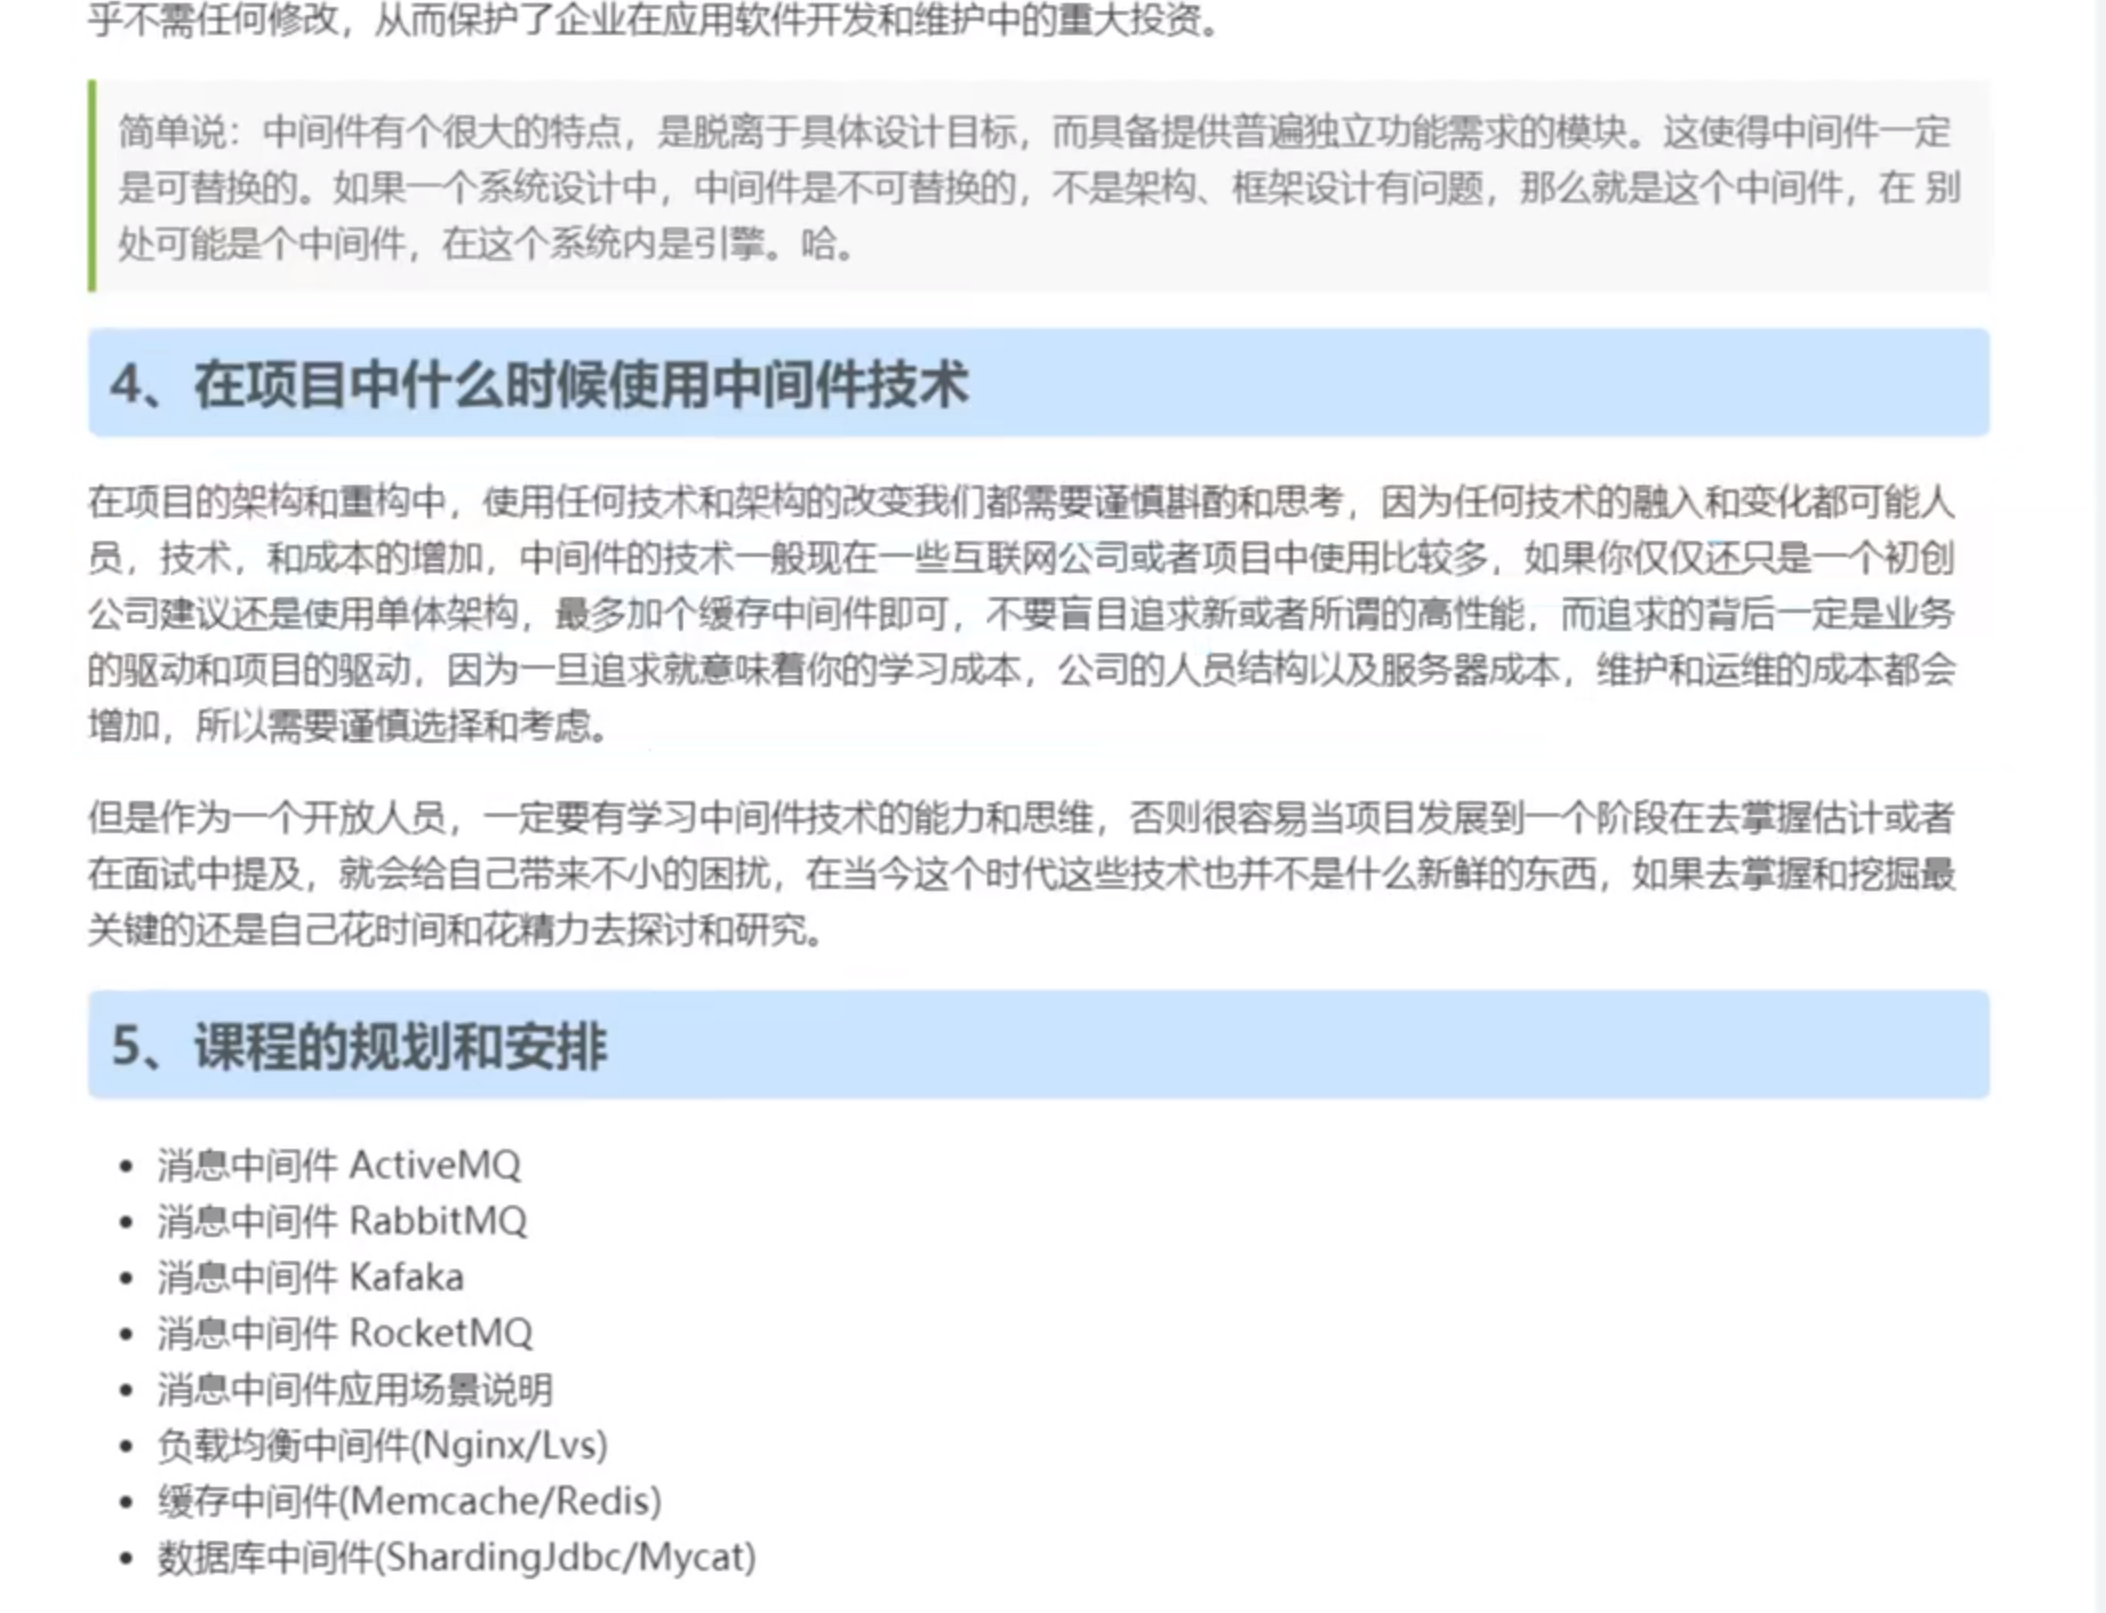 乎不需任何修改，从而保护了企业在应用软件开发和维护中的重大投资。
简单说：中间件有个很大的特点，是脱离于具体设计目标，而具备提供普遍独立功能需求的模块。这使得中间件一定
是可替换的。如果一个系统设计中，中间件是不可替换的，不是架构、框架设计有问题，那么就是这个中间件，在 别
处可能是个中间件，在这个系统内是引擎。哈。
4、在项目中什么时候使用中间件技术
在项目的架构和重构中，使用任何技术和架构的改变我们都需要谨慎斟酌和思考，因为任何技术的融入和变化都可能人
员，技术，和成本的增加，中间件的技术一般现在一些互联网公司或者项目中使用比较多，如果你仅仅还只是一个初创
公司建议还是使用单体架构，最多加个缓存中间件即可，不要盲目追求新或者所谓的高性能，而追求的背后一定是业务
的驱动和项目的驱动，因为一旦追求就意味着你的学习成本，公司的人员结构以及服务器成本，维护和运维的成本都会
增加，所以需要谨慎选择和考虑。
但是作为一个开放人员，一定要有学习中间件技术的能力和思维，否则很容易当项目发展到一个阶段在去掌握估计或者
在面试中提及，就会给自己带来不小的困扰，在当今这个时代这些技术也并不是什么新鲜的东西，如果去掌握和挖掘最
关键的还是自己花时间和花精力去探讨和研究。
5、课程的规划和安排
• 消息中间件 ActiveMQ
• 消息中间件 RabbitMQ
• 消息中间件 Kafaka
• 消息中间件 RocketMQ
• 消息中间件应用场景说明
• 负载均衡中间件(Nginx/Lvs)
• 缓存中间件(Memcache/Redis)
• 数据库中间件(ShardingJdbc/Mycat)